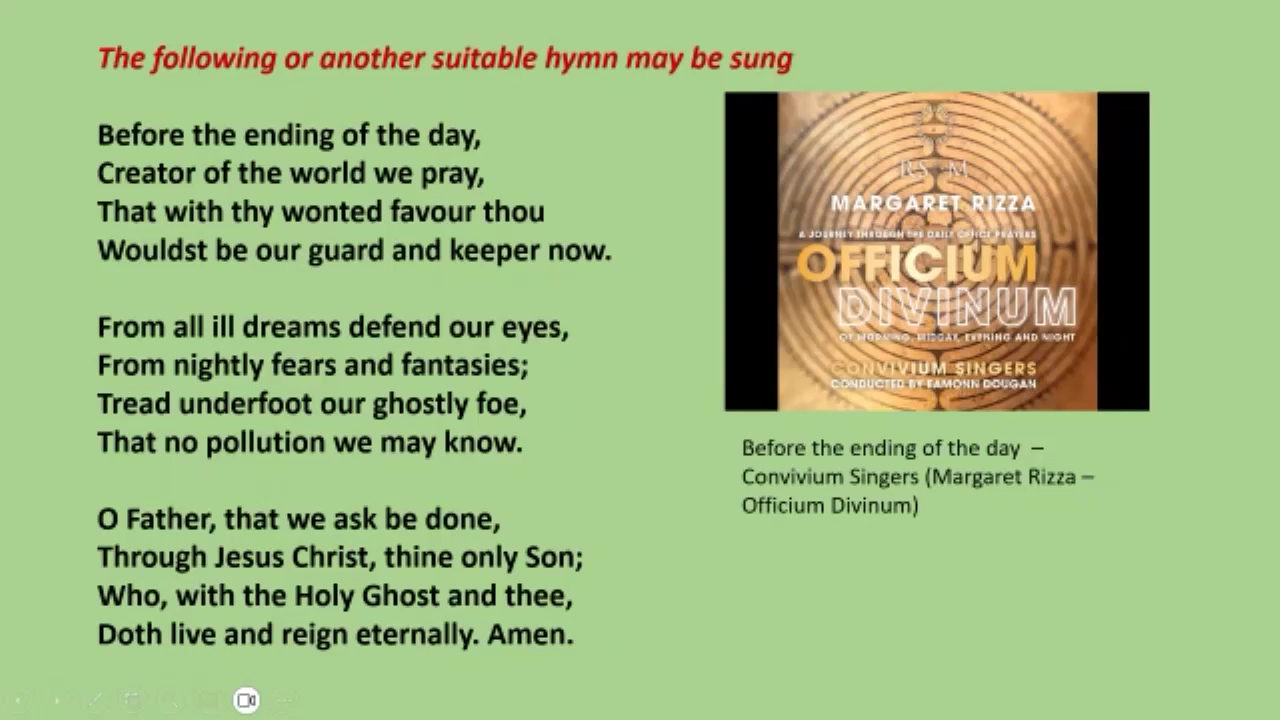 The following or another suitable hymn may be sung
Before the ending of the day,
Creator of the world we pray,
That with thy wonted favour thou
Wouldst be our guard and keeper now.
From all ill dreams defend our eyes,
From nightly fears and fantasies;
Tread underfoot our ghostly foe,
That no pollution we may know.
O Father, that we ask be done,
Through Jesus Christ, thine only Son;
Who, with the Holy Ghost and thee,
Doth live and reign eternally. Amen.
RS M
MARGARET RIZZA
A JOURNEY THROUGH THE DAILY OFFICE PRAYERS
OFFICIUM
DIVINUM
OF MORNING, MIDDAY, EVENING AND NIGHT
CONVIVIUM SINGERS
CONDUCTED BY EAMONN DOUGAN
Before the ending of the day –
Convivium Singers (Margaret Rizza –
Officium Divinum)